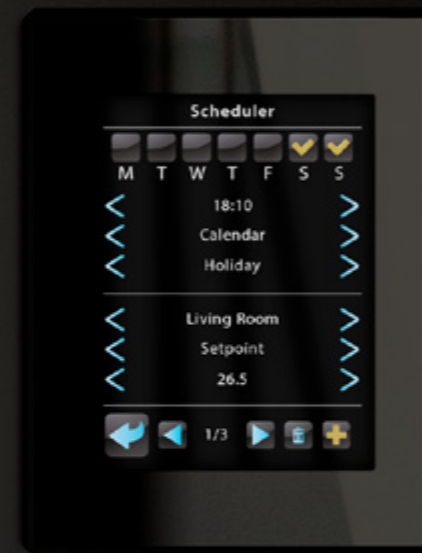 Scheduler
M T W T F S S
18:10
Calendar
Holiday
Living Room
Setpoint
26.5
1/3